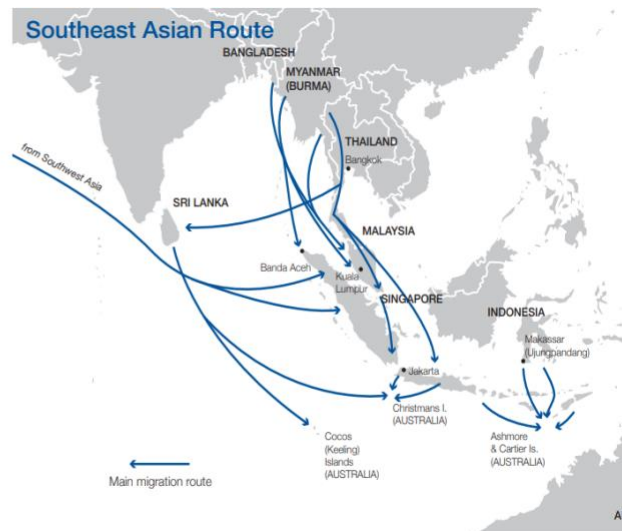 Southeast Asian Route
BANGLADESH
MYANMAR
(BURMA)
THAILAND
Bangkok
from Southwest Asia
SRI LANKA
MALAYSIA
Banda Aceh
Kuala
Lumpur
SINGAPORE
INDONESIA
Makassar
(Ujungpandang)
Jakarta
Christmans I.
(AUSTRALIA)
Cocos
(Keeling)
Islands
(AUSTRALIA)
Ashmore
& Cartier Is.
(AUSTRALIA)
Main migration route
A